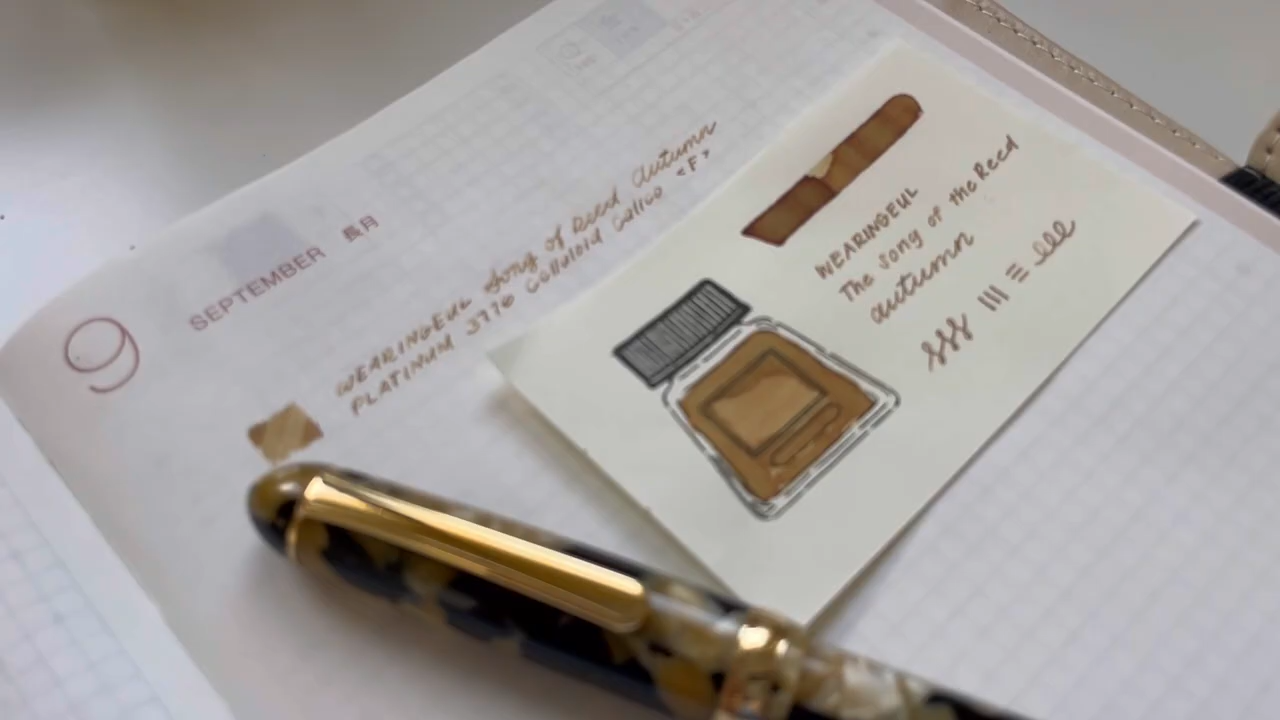 9
SEPTEMBER 長月
WEARINGEUL Song of Reed Autumn
PLATINUM 3776 Celluloid Calico <F>
WEARINGEUL
The song of the Reed
autumn